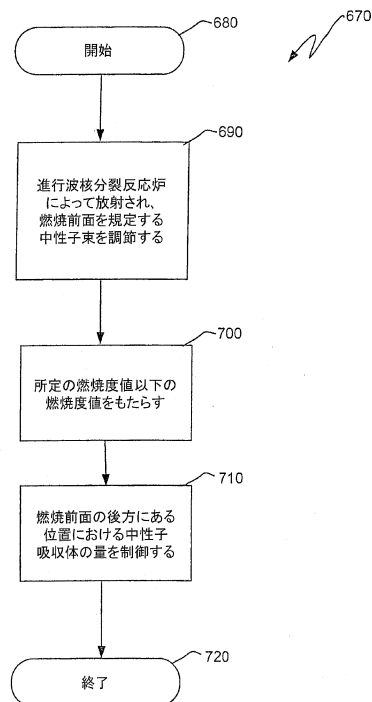 670
680
開始
690
進行波核分裂反応炉
によって放射され、
燃焼前面を規定する
中性子束を調節する
700
所定の燃焼度値以下の
燃焼度値をもたらす
710
燃焼前面の後方にある
位置における中性子
吸収体の量を制御する
720
終了